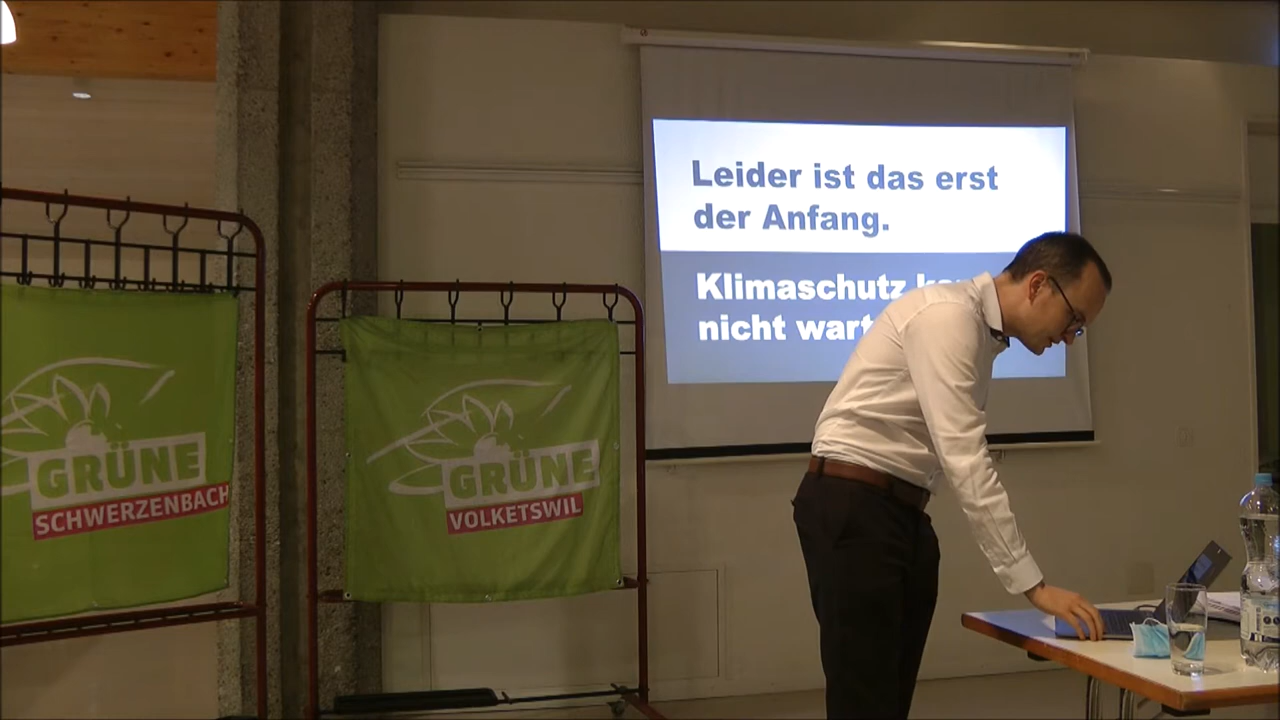 Leider ist das erst
der Anfang.
Klimaschutz
nicht
GRÜNE
SCHWERZENBACH
GRÜNE
VOLKETSWIL